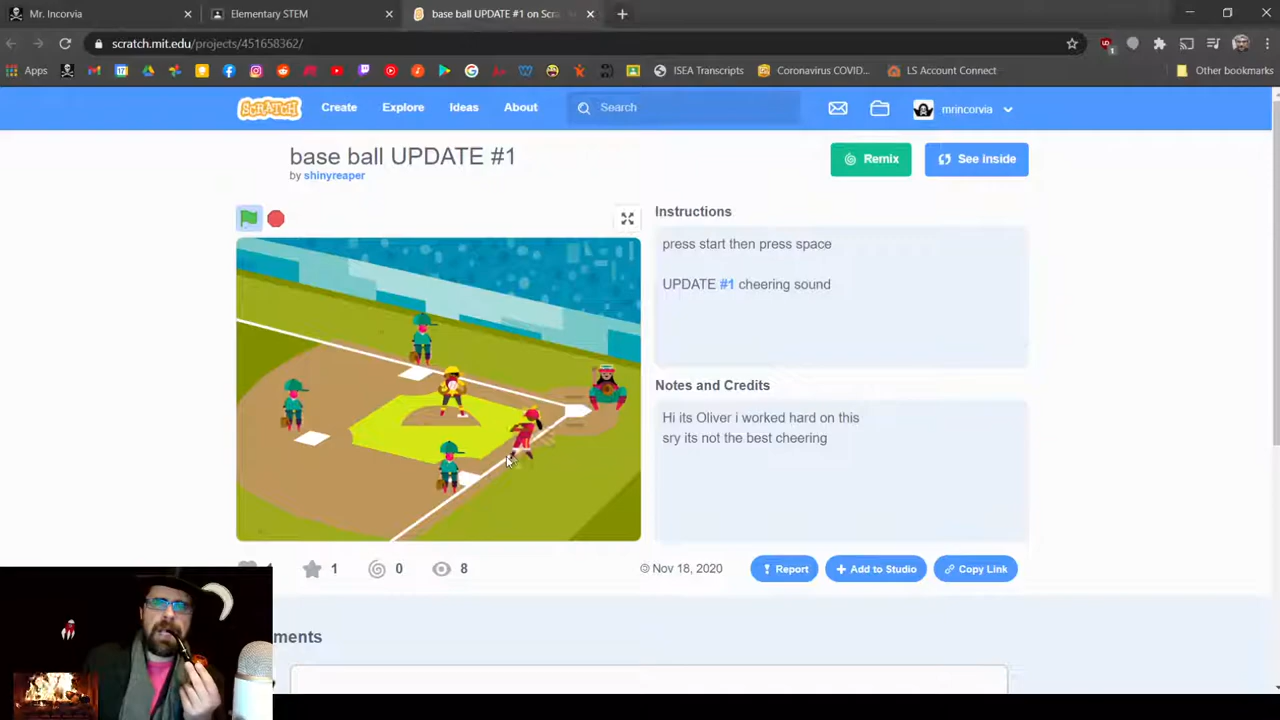 Mr. Incorvia
Elementary STEM
base ball UPDATE #1 on Scra
scratch.mit.edu/projects/451658362/
Apps
ISEA Transcripts
Coronavirus COVID...
LS Account Connect
Other bookmarks
SCRATCH
Create
Explore
Ideas
About
Search
mrincorvia
base ball UPDATE #1
by shinyreaper
Remix
See inside
Instructions
press start then press space
UPDATE #1 cheering sound
Notes and Credits
Hi its Oliver i worked hard on this
sry its not the best cheering
1
0
8
Nov 18, 2020
Report
Add to Studio
Copy Link
ments